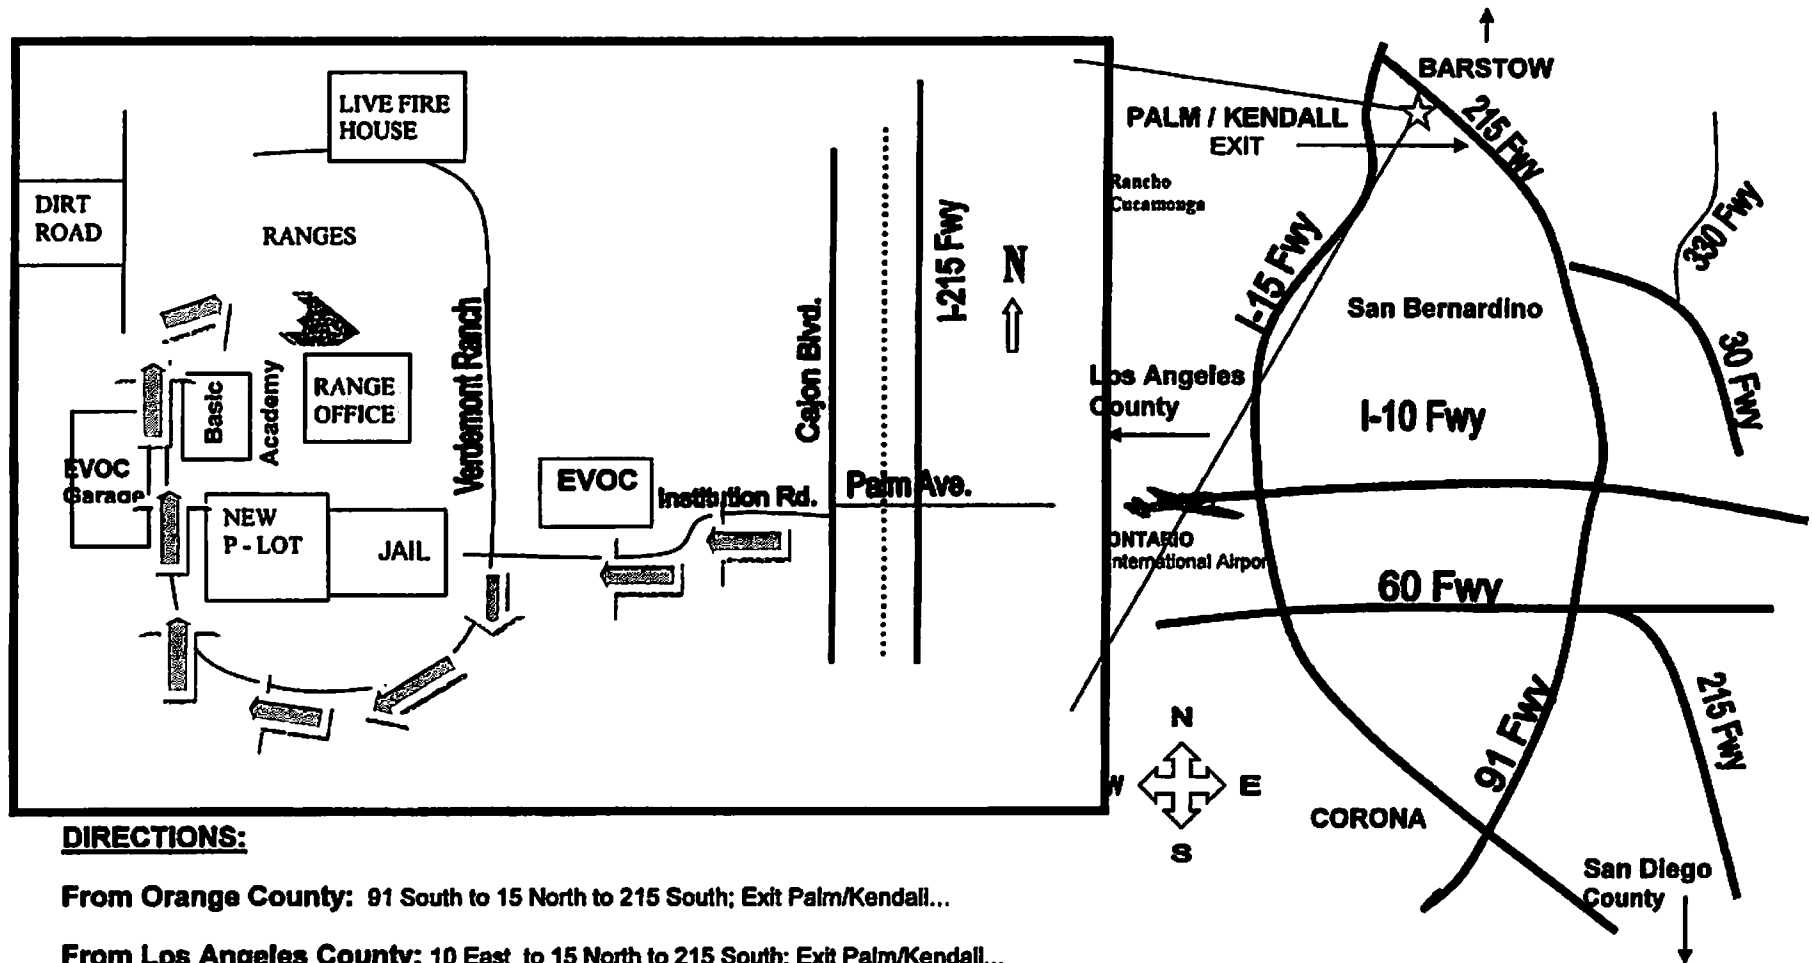 LIVE FIRE
HOUSE
DIRT
ROAD
RANGES
I-215 Fwy
N
Verdemont Ranch
Cajon Blvd.
Basic
Academy
RANGE
OFFICE
EVOC
Garage
NEW
P - LOT
JAIL
EVOC
Institution Rd.
Palm Ave.
BARSTOW
PALM / KENDALL
EXIT
215 Fwy
Rancho
Cucamonga
330 Fwy
I-15 Fwy
San Bernardino
30 FWY
Los Angeles
County
I-10 Fwy
ONTARIO
International Airport
60 Fwy
91 FWY
215 FWY
N
W
E
S
CORONA
San Diego
County
DIRECTIONS:
From Orange County: 91 South to 15 North to 215 South; Exit Palm/Kendall...
From Los Angeles County: 10 East to 15 North to 215 South; Exit Palm/Kendall...